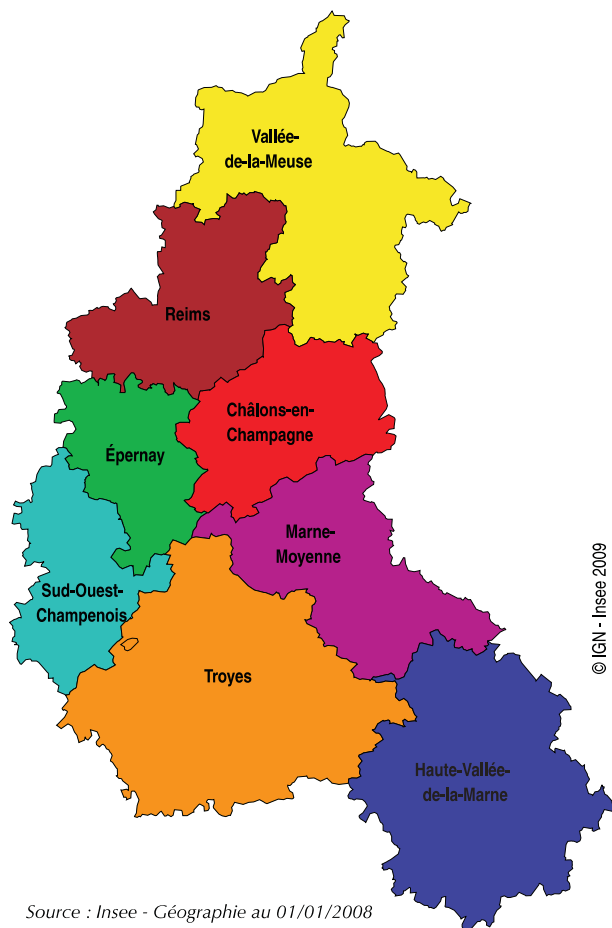 Vallée-
de-la-Meuse
Reims
Châlons-en-
Champagne
Épernay
Marne-
Moyenne
Sud-Ouest-
Champenois
Troyes
Haute-Vallée-
de-la-Marne
© IGN - Insee 2009
Source : Insee - Géographie au 01/01/2008